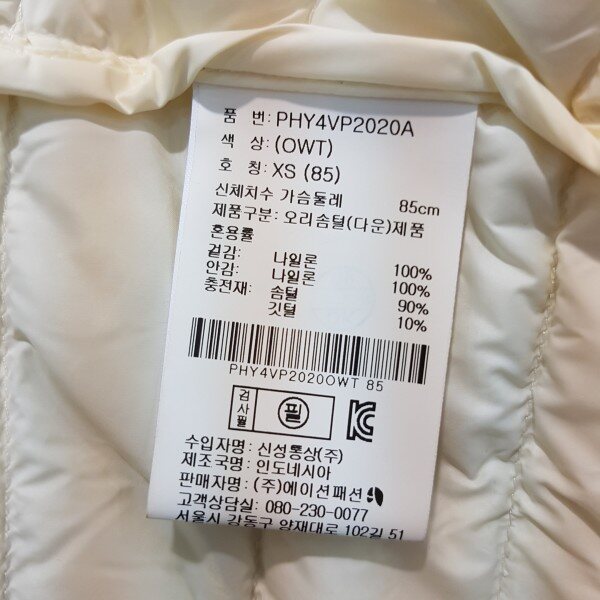 품 번: PHY4VP2020A
색 상: (OWT)
호 칭: XS (85)
신체치수 가슴둘레 85cm
제품구분: 오리솜털(다운)제품
혼용률
겉감: 나일론 100%
안감: 나일론 100%
충전재: 솜털 90%
깃털 10%
PHY4VP2020OWT 85
검사필 필
수입자명: 신성통상(주)
제조국명: 인도네시아
판매자명: (주)에이션패션
고객상담실: 080-230-0077
서울시 강동구 양재대로 102길 51